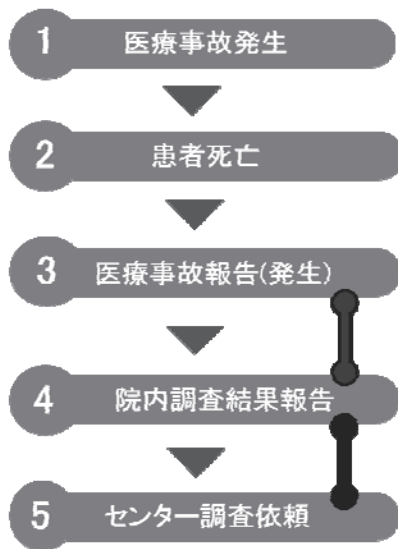 1 医療事故発生
2 患者死亡
3 医療事故報告(発生)
4 院内調査結果報告
5 センター調査依頼